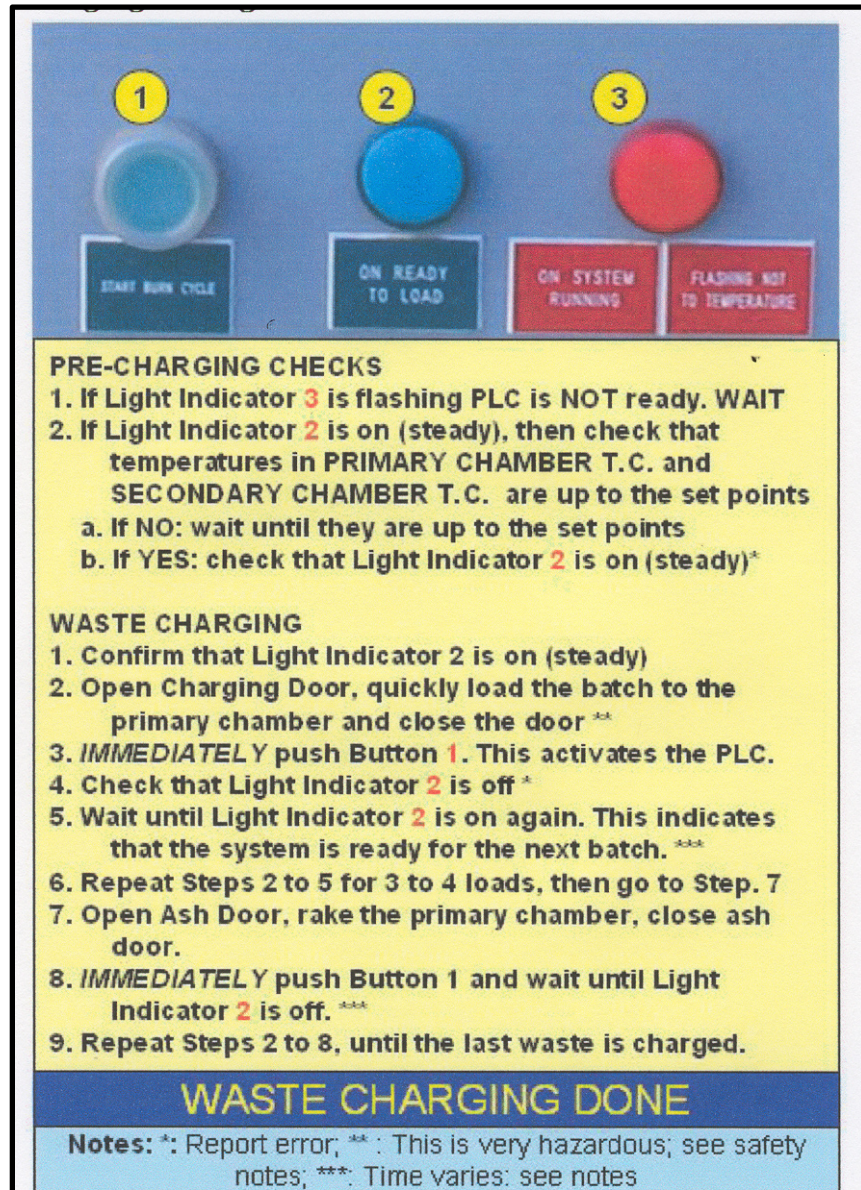 1
2
3
START BURN CYCLE
ON READY
TO LOAD
ON SYSTEM
RUNNING
FLASHING NOT
TO TEMPERATURE
PRE-CHARGING CHECKS
1. If Light Indicator 3 is flashing PLC is NOT ready. WAIT
2. If Light Indicator 2 is on (steady), then check that
temperatures in PRIMARY CHAMBER T.C. and
SECONDARY CHAMBER T.C. are up to the set points
a. If NO: wait until they are up to the set points
b. If YES: check that Light Indicator 2 is on (steady)*
WASTE CHARGING
1. Confirm that Light Indicator 2 is on (steady)
2. Open Charging Door, quickly load the batch to the
primary chamber and close the door **
3. IMMEDIATELY push Button 1. This activates the PLC.
4. Check that Light Indicator 2 is off *
5. Wait until Light Indicator 2 is on again. This indicates
that the system is ready for the next batch. ***
6. Repeat Steps 2 to 5 for 3 to 4 loads, then go to Step. 7
7. Open Ash Door, rake the primary chamber, close ash
door.
8. IMMEDIATELY push Button 1 and wait until Light
Indicator 2 is off. ***
9. Repeat Steps 2 to 8, until the last waste is charged.
WASTE CHARGING DONE
Notes: *: Report error; ** : This is very hazardous; see safety
notes; ***: Time varies: see notes